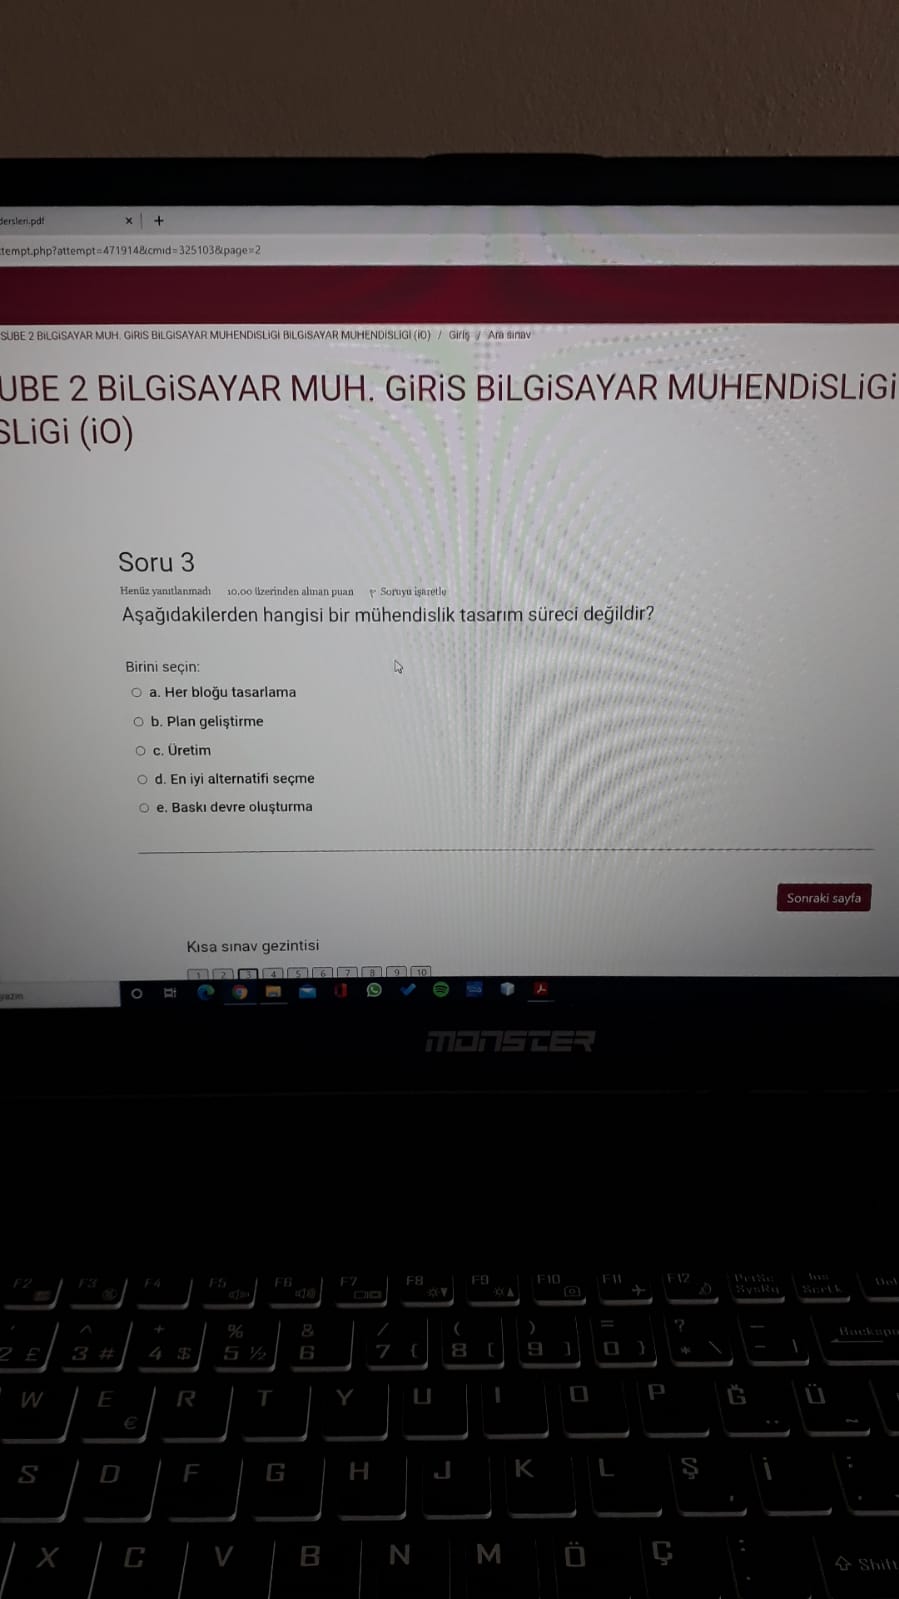 dersleri.pdf × +
ttempt.php?attempt=471914&cmid=325103&page=2
SUBE 2 BiLGiSAYAR MUH. GiRiS BiLGiSAYAR MUHENDiSLiGi BiLGiSAYAR MUHENDiSLiGi (iO) / Giriş / Ara sınav
UBE 2 BiLGiSAYAR MUH. GiRiS BiLGiSAYAR MUHENDiSLiGi
SLiGi (iO)
Soru 3
Henüz yanıtlanmadı 10,00 üzerinden alınan puan Soruyu işaretle
Aşağıdakilerden hangisi bir mühendislik tasarım süreci değildir?
Birini seçin:
a. Her bloğu tasarlama
b. Plan geliştirme
c. Üretim
d. En iyi alternatifi seçme
e. Baskı devre oluşturma
Sonraki sayfa
Kısa sınav gezintisi
1 2 3 4 5 6 7 8 9 10
yazın
MONSTER
F2 F3 F4 F5 F6 F7 F8 F9 F10 F11 F12 PrtSc SysRq Ins ScrLk Del
2 £ ^ 3 # + 4 $ % 5 ½ & 6 / 7 { ( 8 [ ) 9 ] = 0 } ? * \ _ - | Backspa
W E € R T Y U I O P Ğ ¨ Ü ~
S D F G H J K L Ş İ
X C V B N M Ö Ç : . Shift